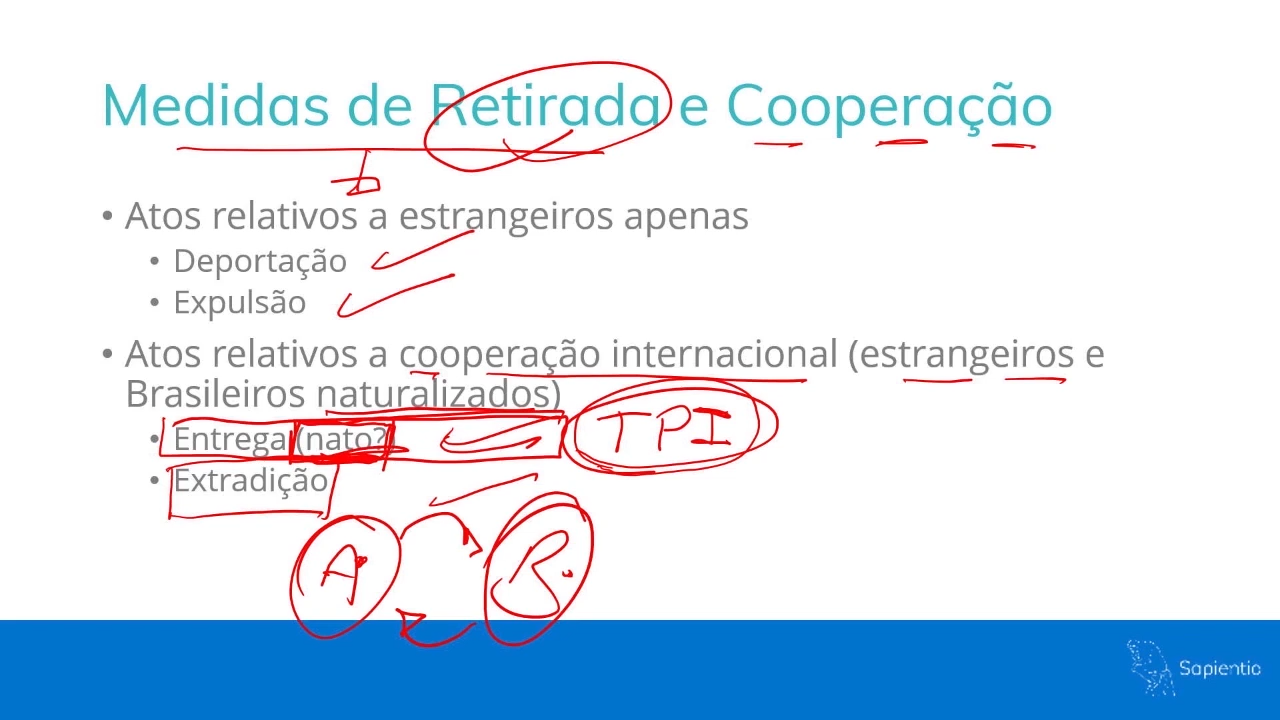 Medidas de Retirada e Cooperação
• Atos relativos a estrangeiros apenas
• Deportação
• Expulsão
• Atos relativos a cooperação internacional (estrangeiros e
Brasileiros naturalizados)
• Entrega (nato?)
TPI
• Extradição
A
Sapientia